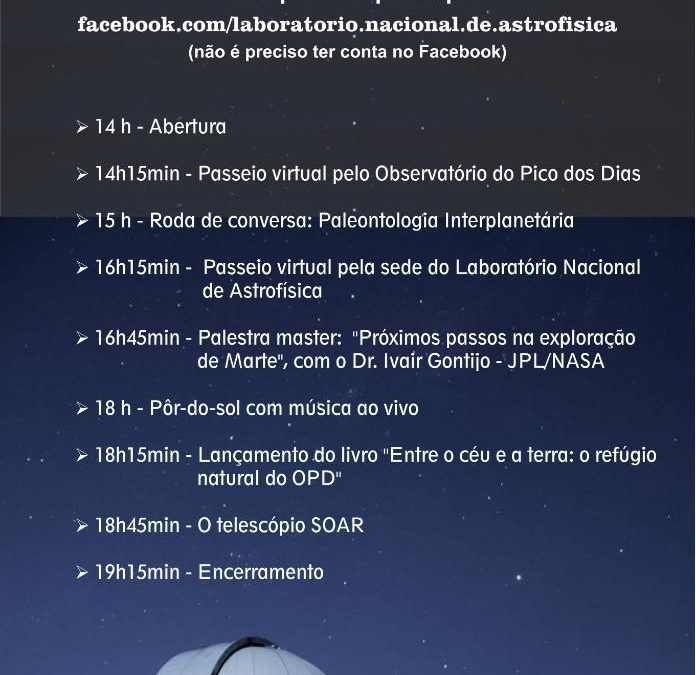 facebook.com/laboratorio.nacional.de.astrofisica
(não é preciso ter conta no Facebook)
➢ 14 h - Abertura
➢ 14h15min - Passeio virtual pelo Observatório do Pico dos Dias
➢ 15 h - Roda de conversa: Paleontologia Interplanetária
➢ 16h15min - Passeio virtual pela sede do Laboratório Nacional
de Astrofísica
➢ 16h45min - Palestra master: "Próximos passos na exploração
de Marte", com o Dr. Ivair Gontijo - JPL/NASA
➢ 18 h - Pôr-do-sol com música ao vivo
➢ 18h15min - Lançamento do livro "Entre o céu e a terra: o refúgio
natural do OPD"
➢ 18h45min - O telescópio SOAR
➢ 19h15min - Encerramento